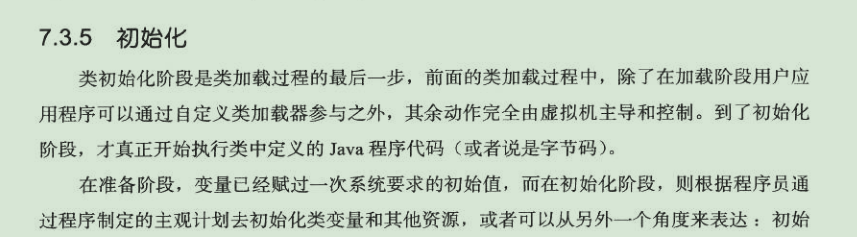 7.3.5 初始化
类初始化阶段是类加载过程的最后一步，前面的类加载过程中，除了在加载阶段用户应
用程序可以通过自定义类加载器参与之外，其余动作完全由虚拟机主导和控制。到了初始化
阶段，才真正开始执行类中定义的 Java 程序代码（或者说是字节码）。
在准备阶段，变量已经赋过一次系统要求的初始值，而在初始化阶段，则根据程序员通
过程序制定的主观计划去初始化类变量和其他资源，或者可以从另外一个角度来表达：初始